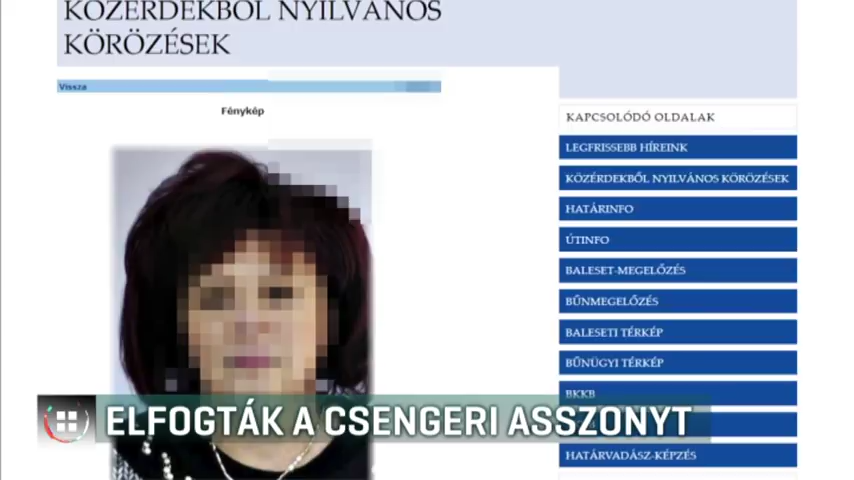 KÖZÉRDEKBŐL NYILVÁNOS
KÖRÖZÉSEK
Vissza
Fénykép
KAPCSOLÓDÓ OLDALAK
LEGFRISSEBB HÍREINK
KÖZÉRDEKBŐL NYILVÁNOS KÖRÖZÉSEK
HATÁRINFO
ÚTINFO
BALESET-MEGELŐZÉS
BŰNMEGELŐZÉS
BALESETI TÉRKÉP
BŰNÜGYI TÉRKÉP
BKKB
ELFOGTÁK A CSENGERI ASSZONYT
HATÁRVADÁSZ-KÉPZÉS